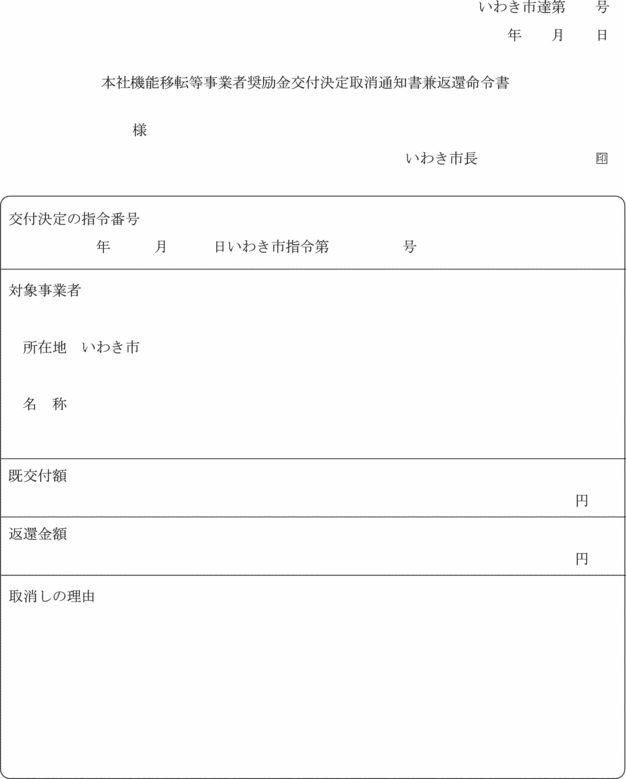 いわき市達第　　号
年　　月　　日
本社機能移転等事業者奨励金交付決定取消通知書兼返還命令書
様
いわき市長　　　　　　　　印
交付決定の指令番号
年　　　月　　　日いわき市指令第　　　　　号
対象事業者
所在地　いわき市
名　称
既交付額
円
返還金額
円
取消しの理由